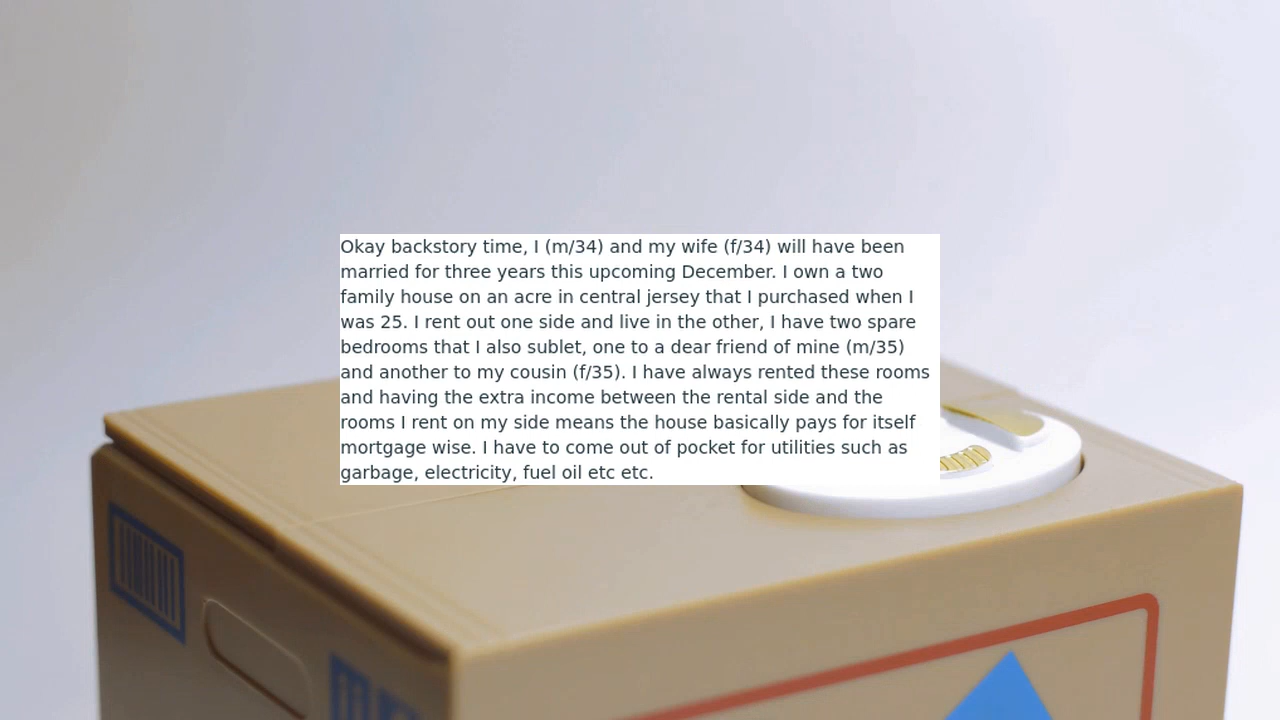 Okay backstory time, I (m/34) and my wife (f/34) will have been
married for three years this upcoming December. I own a two
family house on an acre in central jersey that I purchased when I
was 25. I rent out one side and live in the other, I have two spare
bedrooms that I also sublet, one to a dear friend of mine (m/35)
and another to my cousin (f/35). I have always rented these rooms
and having the extra income between the rental side and the
rooms I rent on my side means the house basically pays for itself
mortgage wise. I have to come out of pocket for utilities such as
garbage, electricity, fuel oil etc etc.